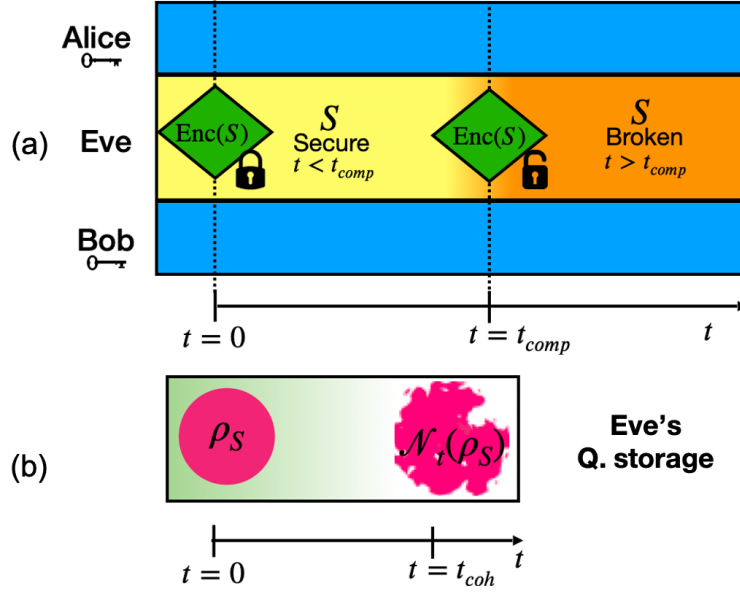 Alice
(a)
Eve
Enc(S)
S
Secure
t < t_comp
Enc(S)
S
Broken
t > t_comp
Bob
t = 0
t = t_comp
t
(b)
ρ_S
𝒩_t(ρ_S)
Eve's
Q. storage
t = 0
t = t_coh
t